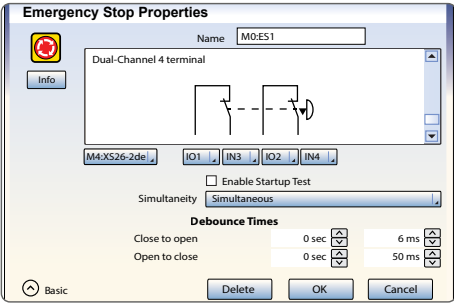 Emergency Stop Properties
Name M0:ES1
Info
Dual-Channel 4 terminal
M4:XS26-2de IO1 IN3 IO2 IN4
Enable Startup Test
Simultaneity Simultaneous
Debounce Times
Close to open 0 sec 6 ms
Open to close 0 sec 50 ms
Basic Delete OK Cancel